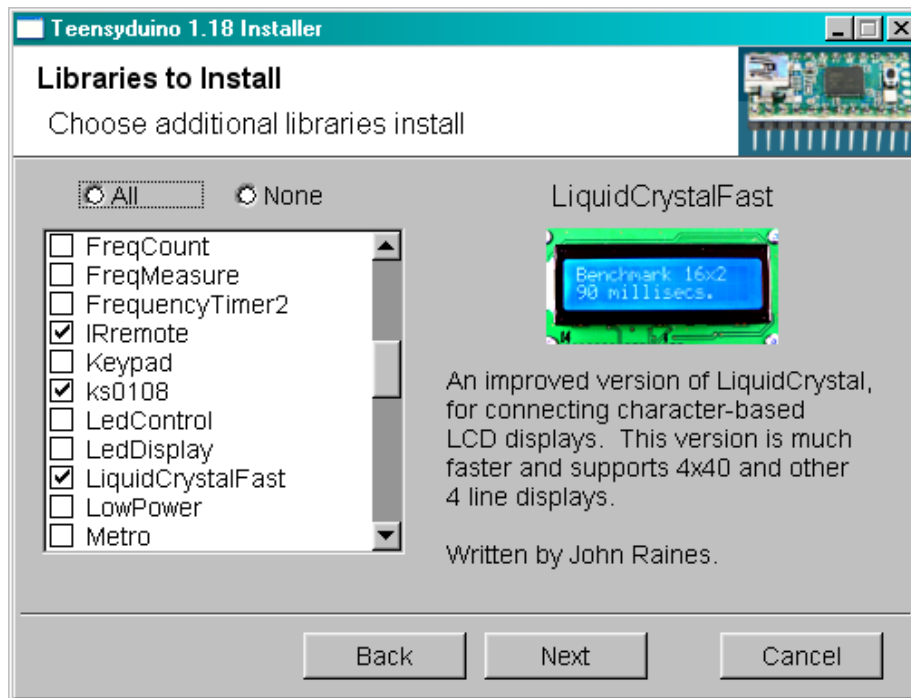 Teensyduino 1.18 Installer
Libraries to Install
Choose additional libraries install
All
None
FreqCount
FreqMeasure
FrequencyTimer2
IRremote
Keypad
ks0108
LedControl
LedDisplay
LiquidCrystalFast
LowPower
Metro
LiquidCrystalFast
Benchmark 16x2
90 millisecs.
An improved version of LiquidCrystal,
for connecting character-based
LCD displays.  This version is much
faster and supports 4x40 and other
4 line displays.
Written by John Raines.
Back
Next
Cancel